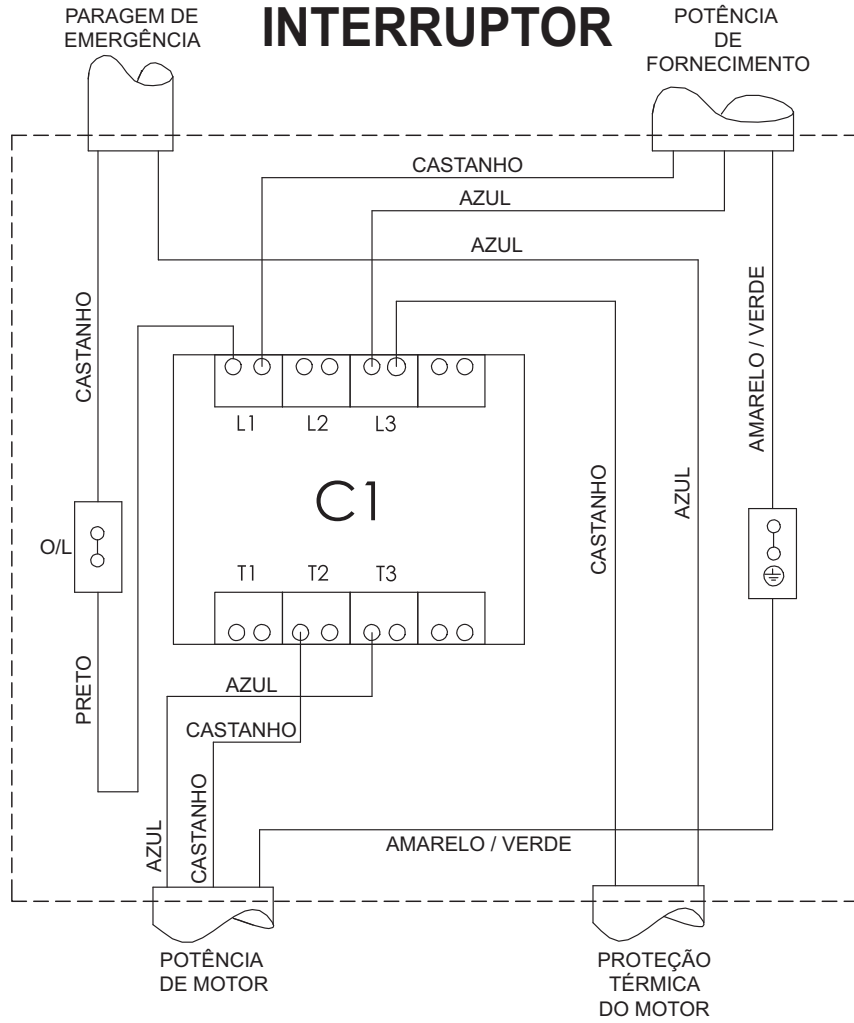 PARAGEM DE
EMERGÊNCIA
INTERRUPTOR
POTÊNCIA
DE
FORNECIMENTO
CASTANHO
AZUL
AZUL
CASTANHO
AMARELO / VERDE
L1 L2 L3
C1
CASTANHO
AZUL
O/L
T1 T2 T3
PRETO
AZUL
CASTANHO
AZUL
CASTANHO
AMARELO / VERDE
POTÊNCIA
DE MOTOR
PROTEÇÃO
TÉRMICA
DO MOTOR